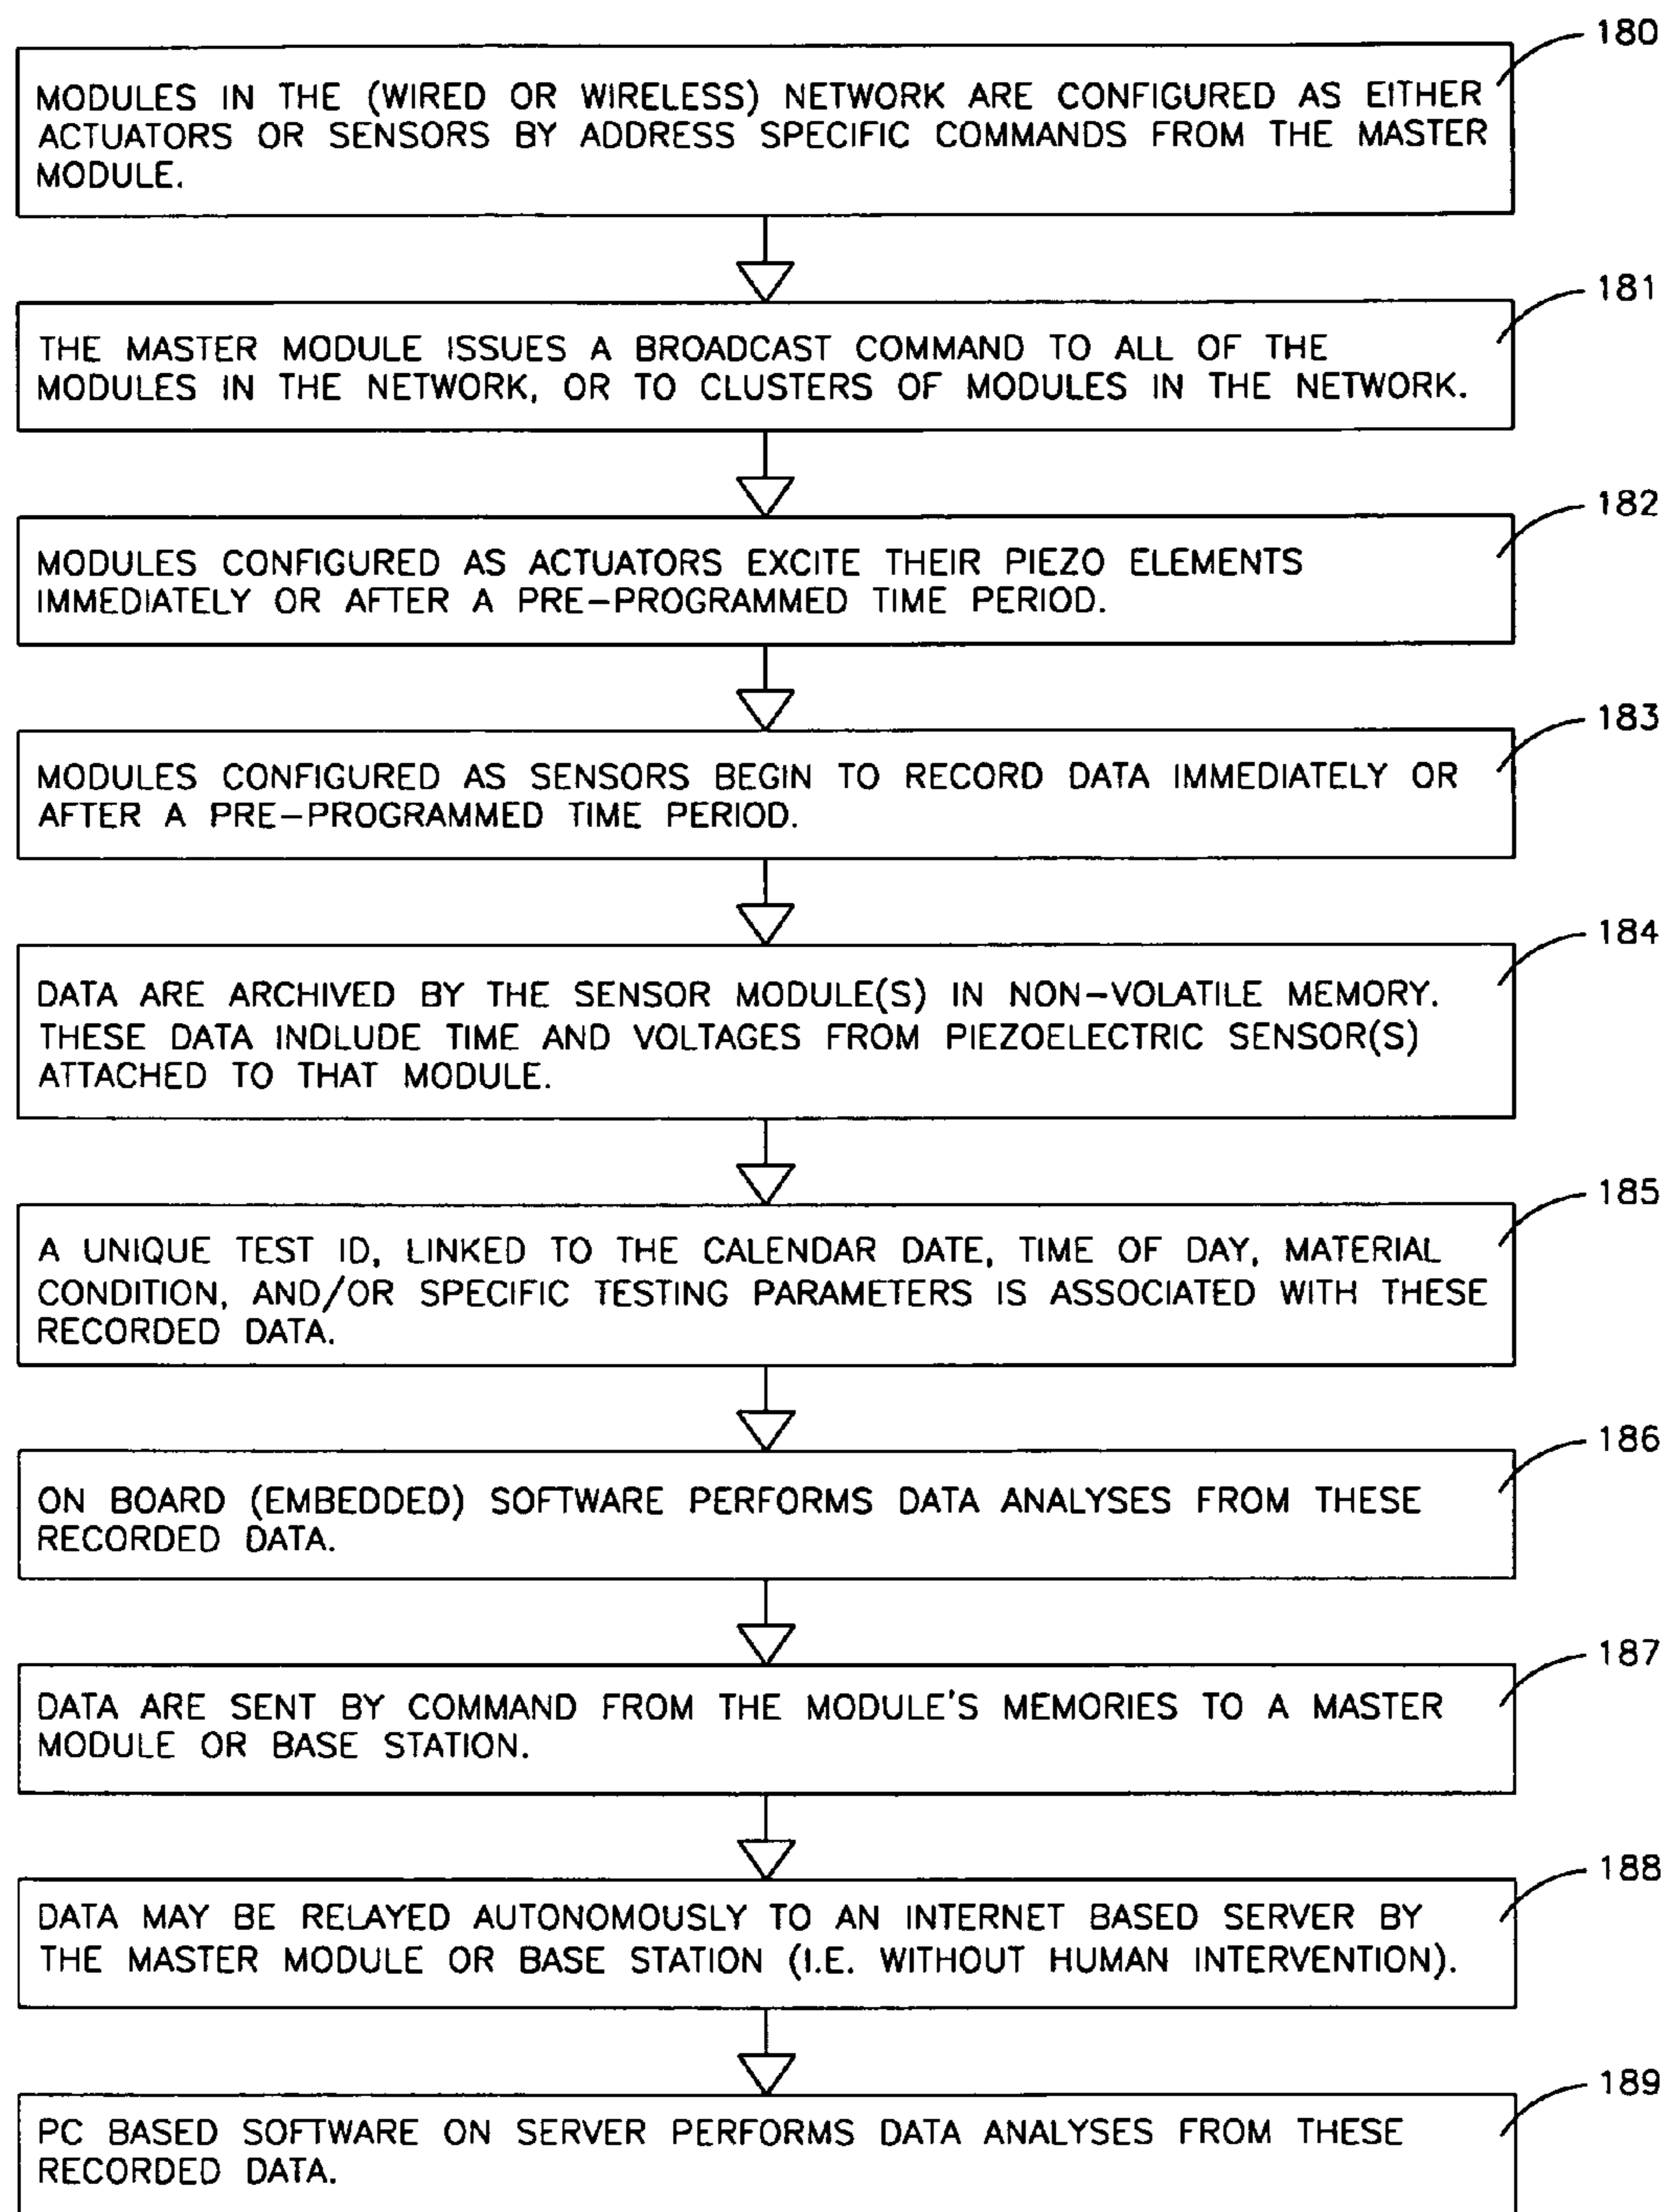 180
MODULES IN THE (WIRED OR WIRELESS) NETWORK ARE CONFIGURED AS EITHER
ACTUATORS OR SENSORS BY ADDRESS SPECIFIC COMMANDS FROM THE MASTER
MODULE.
181
THE MASTER MODULE ISSUES A BROADCAST COMMAND TO ALL OF THE
MODULES IN THE NETWORK, OR TO CLUSTERS OF MODULES IN THE NETWORK.
182
MODULES CONFIGURED AS ACTUATORS EXCITE THEIR PIEZO ELEMENTS
IMMEDIATELY OR AFTER A PRE-PROGRAMMED TIME PERIOD.
183
MODULES CONFIGURED AS SENSORS BEGIN TO RECORD DATA IMMEDIATELY OR
AFTER A PRE-PROGRAMMED TIME PERIOD.
184
DATA ARE ARCHIVED BY THE SENSOR MODULE(S) IN NON-VOLATILE MEMORY.
THESE DATA INDLUDE TIME AND VOLTAGES FROM PIEZOELECTRIC SENSOR(S)
ATTACHED TO THAT MODULE.
185
A UNIQUE TEST ID, LINKED TO THE CALENDAR DATE, TIME OF DAY, MATERIAL
CONDITION, AND/OR SPECIFIC TESTING PARAMETERS IS ASSOCIATED WITH THESE
RECORDED DATA.
186
ON BOARD (EMBEDDED) SOFTWARE PERFORMS DATA ANALYSES FROM THESE
RECORDED DATA.
187
DATA ARE SENT BY COMMAND FROM THE MODULE'S MEMORIES TO A MASTER
MODULE OR BASE STATION.
188
DATA MAY BE RELAYED AUTONOMOUSLY TO AN INTERNET BASED SERVER BY
THE MASTER MODULE OR BASE STATION (I.E. WITHOUT HUMAN INTERVENTION).
189
PC BASED SOFTWARE ON SERVER PERFORMS DATA ANALYSES FROM THESE
RECORDED DATA.